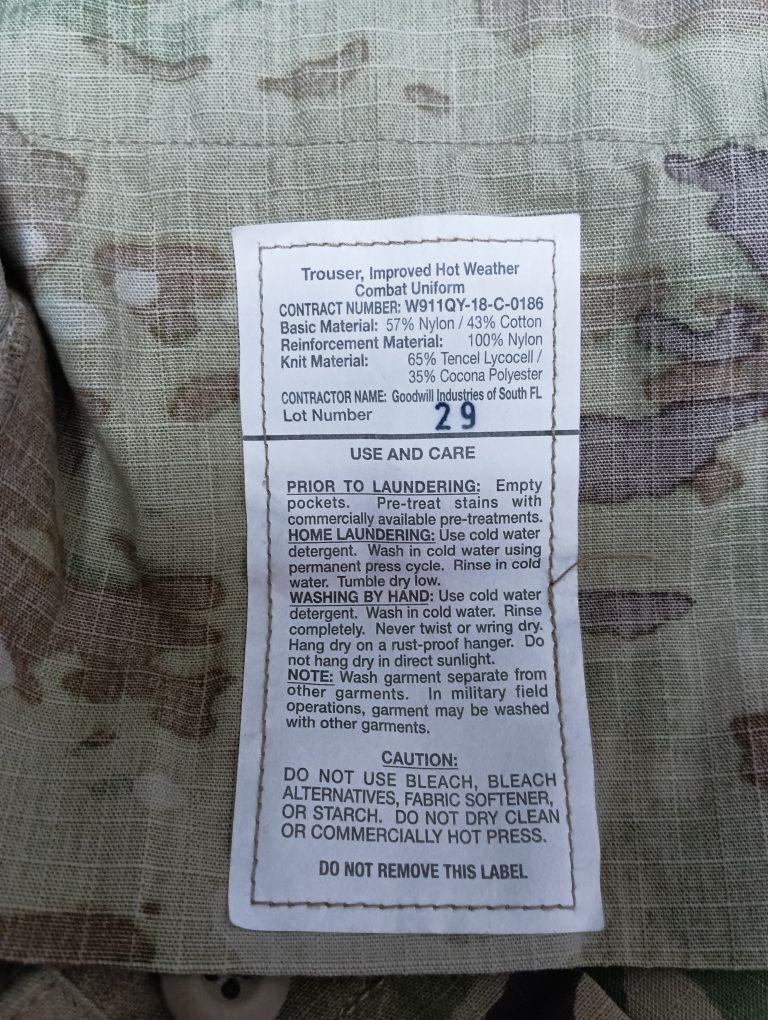 Trouser, Improved Hot Weather
Combat Uniform
CONTRACT NUMBER: W911QY-18-C-0186
Basic Material: 57% Nylon / 43% Cotton
Reinforcement Material: 100% Nylon
Knit Material: 65% Tencel Lycocell /
35% Cocona Polyester
CONTRACTOR NAME: Goodwill Industries of South FL
Lot Number 29
USE AND CARE
PRIOR TO LAUNDERING: Empty
pockets. Pre-treat stains with
commercially available pre-treatments.
HOME LAUNDERING: Use cold water
detergent. Wash in cold water using
permanent press cycle. Rinse in cold
water. Tumble dry low.
WASHING BY HAND: Use cold water
detergent. Wash in cold water. Rinse
completely. Never twist or wring dry.
Hang dry on a rust-proof hanger. Do
not hang dry in direct sunlight.
NOTE: Wash garment separate from
other garments. In military field
operations, garment may be washed
with other garments.
CAUTION:
DO NOT USE BLEACH, BLEACH
ALTERNATIVES, FABRIC SOFTENER,
OR STARCH. DO NOT DRY CLEAN
OR COMMERCIALLY HOT PRESS.
DO NOT REMOVE THIS LABEL